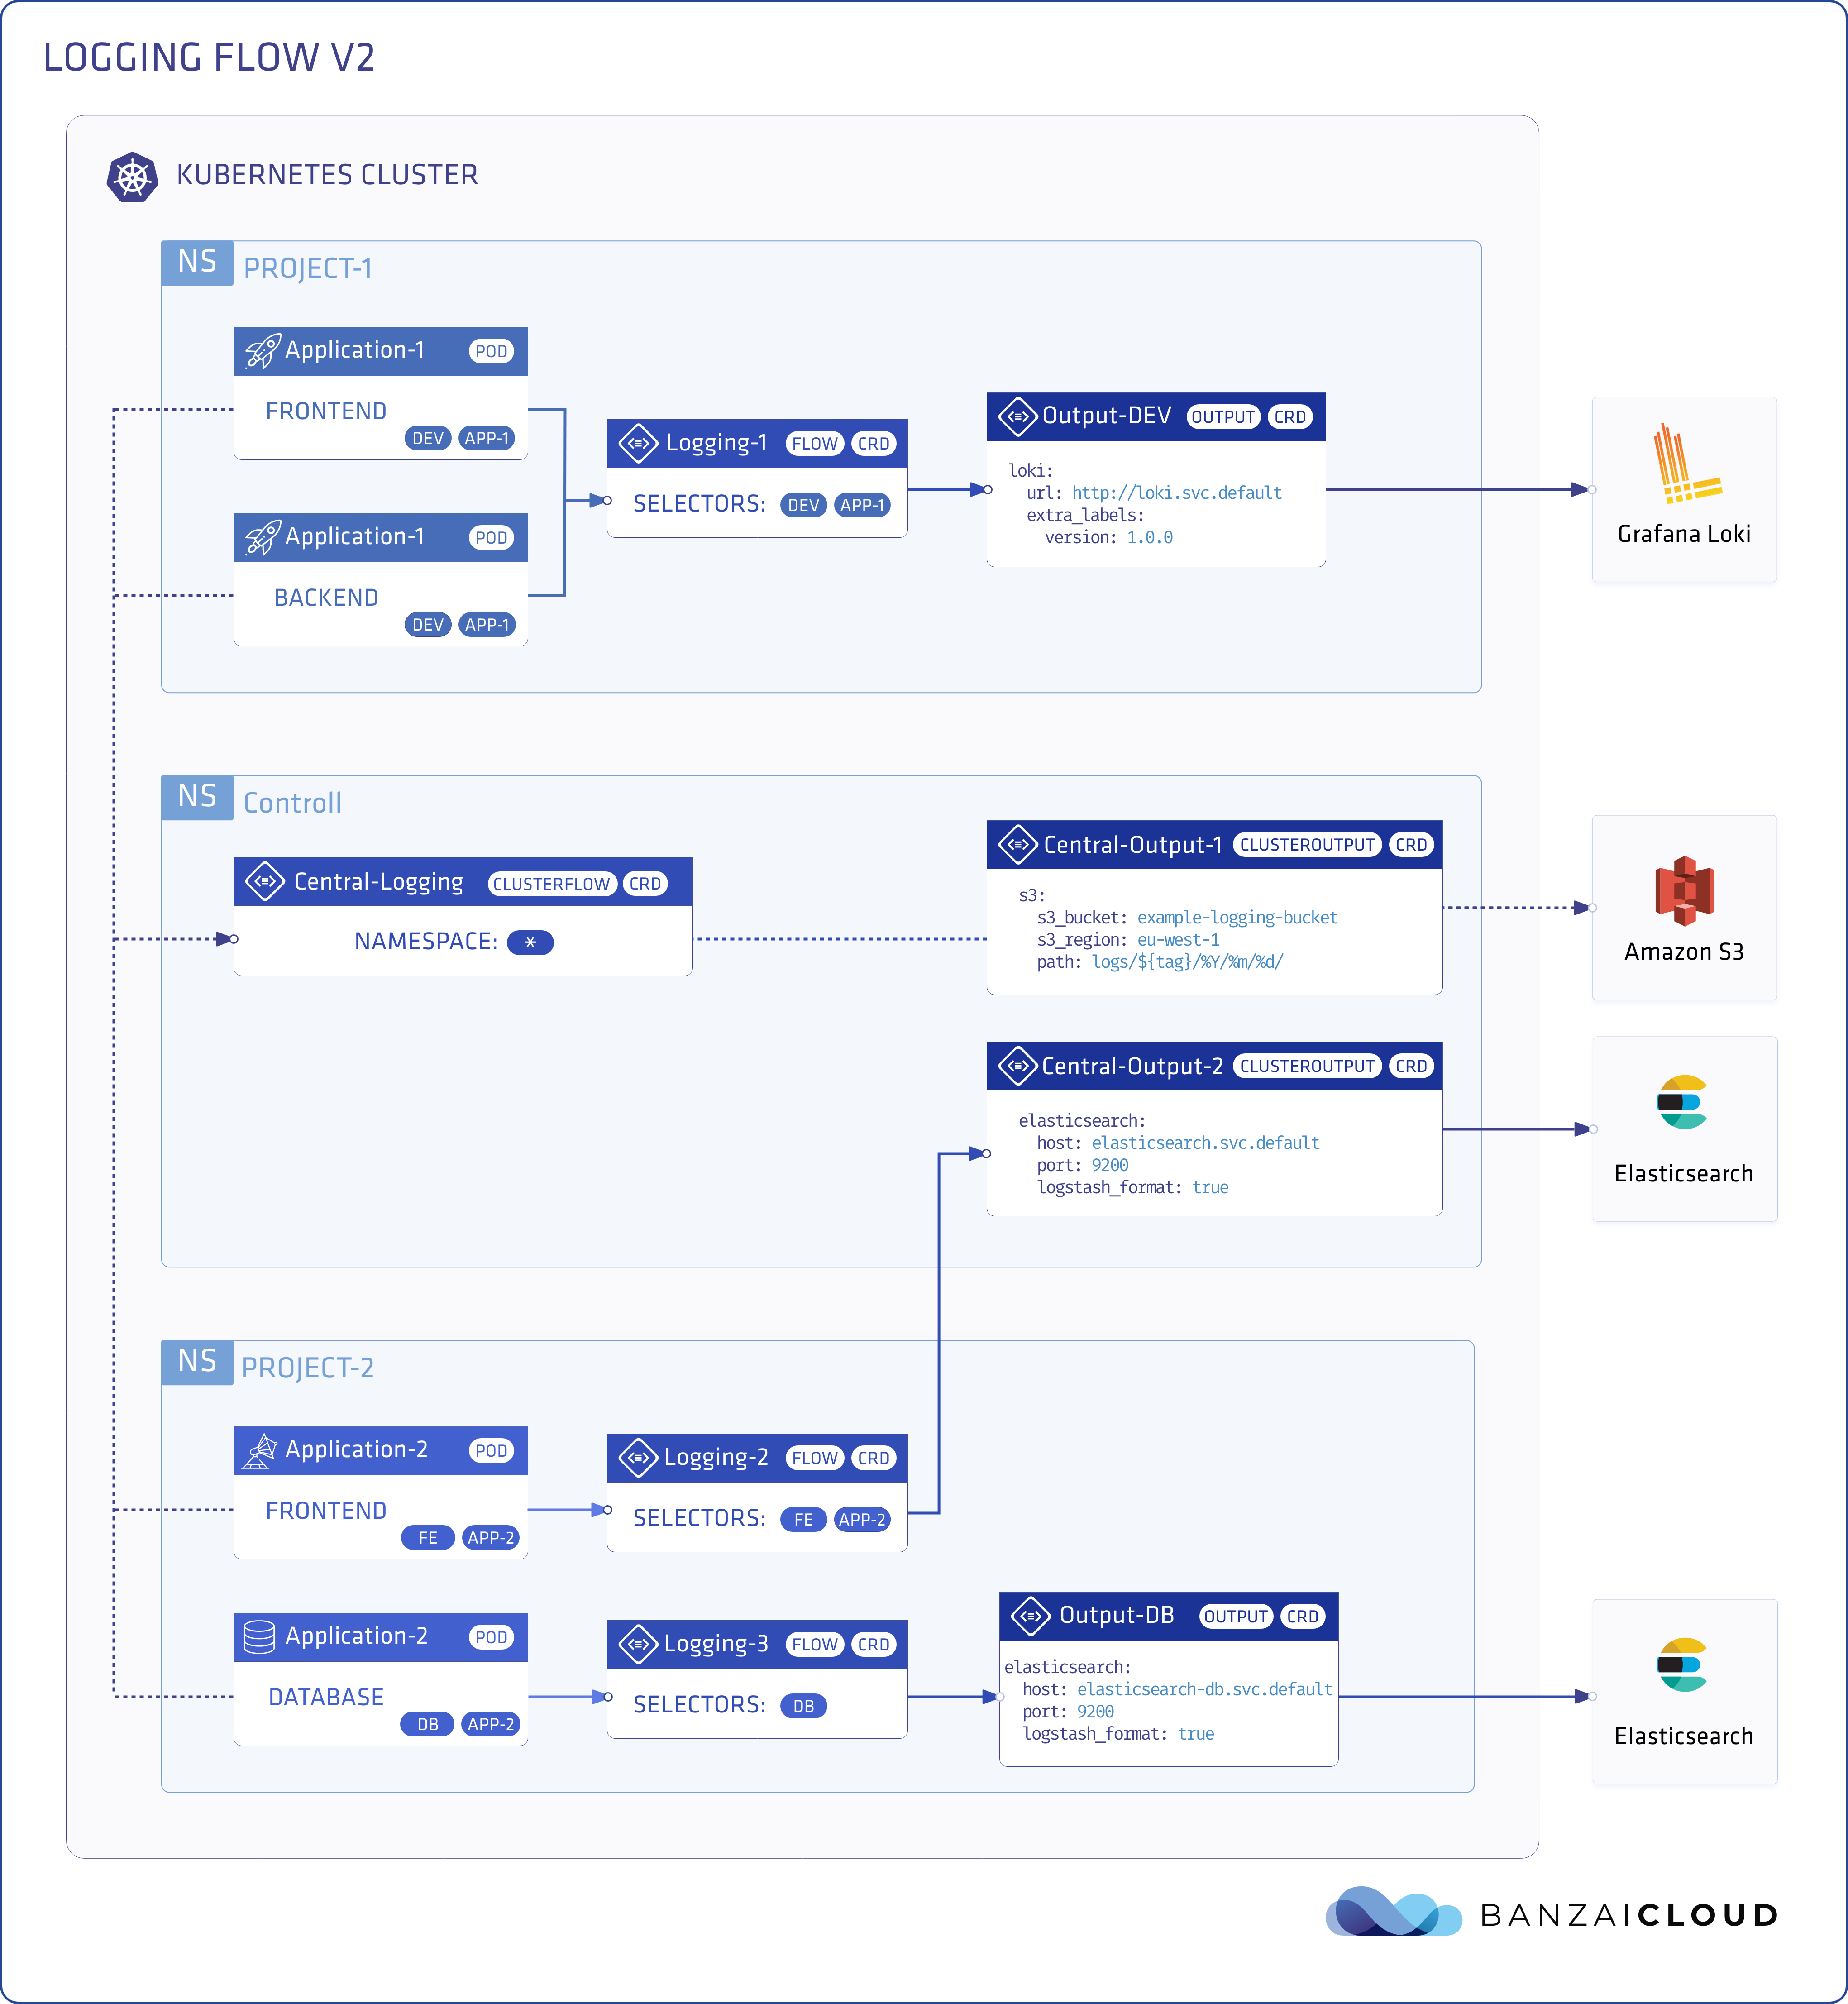 LOGGING FLOW V2
KUBERNETES CLUSTER
NS PROJECT-1
Application-1 POD
FRONTEND
DEV APP-1
Application-1 POD
BACKEND
DEV APP-1
Logging-1 FLOW CRD
SELECTORS: DEV APP-1
Output-DEV OUTPUT CRD
loki:
url: http://loki.svc.default
extra_labels:
version: 1.0.0
Grafana Loki
NS Controll
Central-Logging CLUSTERFLOW CRD
NAMESPACE: *
Central-Output-1 CLUSTEROUTPUT CRD
s3:
s3_bucket: example-logging-bucket
s3_region: eu-west-1
path: logs/${tag}/%Y/%m/%d/
Amazon S3
Central-Output-2 CLUSTEROUTPUT CRD
elasticsearch:
host: elasticsearch.svc.default
port: 9200
logstash_format: true
Elasticsearch
NS PROJECT-2
Application-2 POD
FRONTEND
FE APP-2
Logging-2 FLOW CRD
SELECTORS: FE APP-2
Application-2 POD
DATABASE
DB APP-2
Logging-3 FLOW CRD
SELECTORS: DB
Output-DB OUTPUT CRD
elasticsearch:
host: elasticsearch-db.svc.default
port: 9200
logstash_format: true
Elasticsearch
BANZAICLOUD